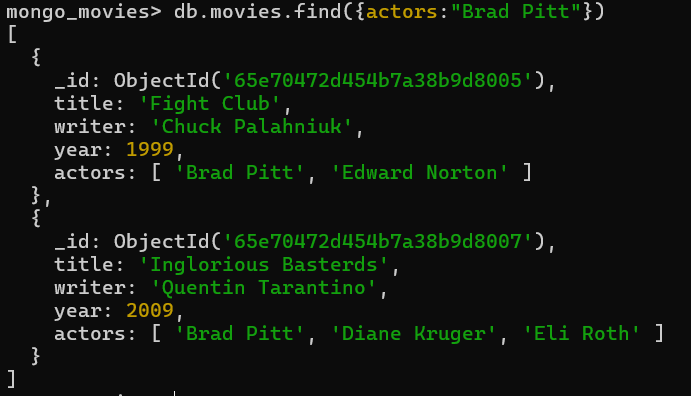 mongo_movies> db.movies.find({actors:"Brad Pitt"})
[
  {
    _id: ObjectId('65e70472d454b7a38b9d8005'),
    title: 'Fight Club',
    writer: 'Chuck Palahniuk',
    year: 1999,
    actors: [ 'Brad Pitt', 'Edward Norton' ]
  },
  {
    _id: ObjectId('65e70472d454b7a38b9d8007'),
    title: 'Inglorious Basterds',
    writer: 'Quentin Tarantino',
    year: 2009,
    actors: [ 'Brad Pitt', 'Diane Kruger', 'Eli Roth' ]
  }
]